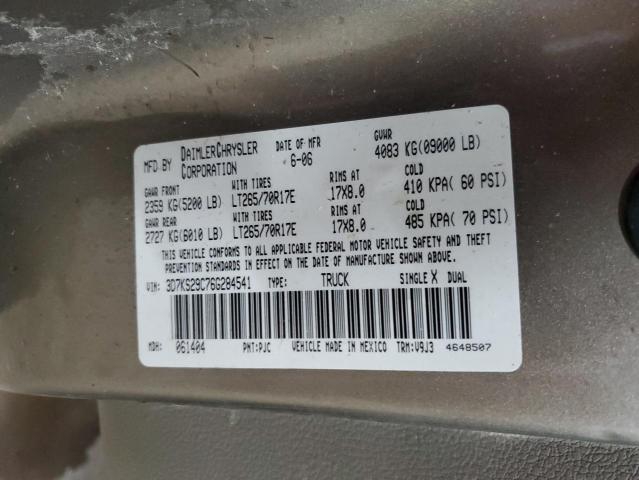 MFD BY DAIMLERCHRYSLER CORPORATION DATE OF MFR 6-06 GVWR 4083 KG(09000 LB)
GAWR FRONT WITH TIRES RIMS AT COLD
2359 KG(5200 LB) LT265/70R17E 17X8.0 410 KPA( 60 PSI)
GAWR REAR WITH TIRES RIMS AT COLD
2727 KG(6010 LB) LT265/70R17E 17X8.0 485 KPA( 70 PSI)
THIS VEHICLE CONFORMS TO ALL APPLICABLE FEDERAL MOTOR VEHICLE SAFETY AND THEFT
PREVENTION STANDARDS IN EFFECT ON THE DATE OF MANUFACTURE SHOWN ABOVE.
VIN: 3D7KS29C76G284541 TYPE: TRUCK SINGLE X DUAL
MDH: 061404 PNT:PJC VEHICLE MADE IN MEXICO TRM:V9J3 4648507